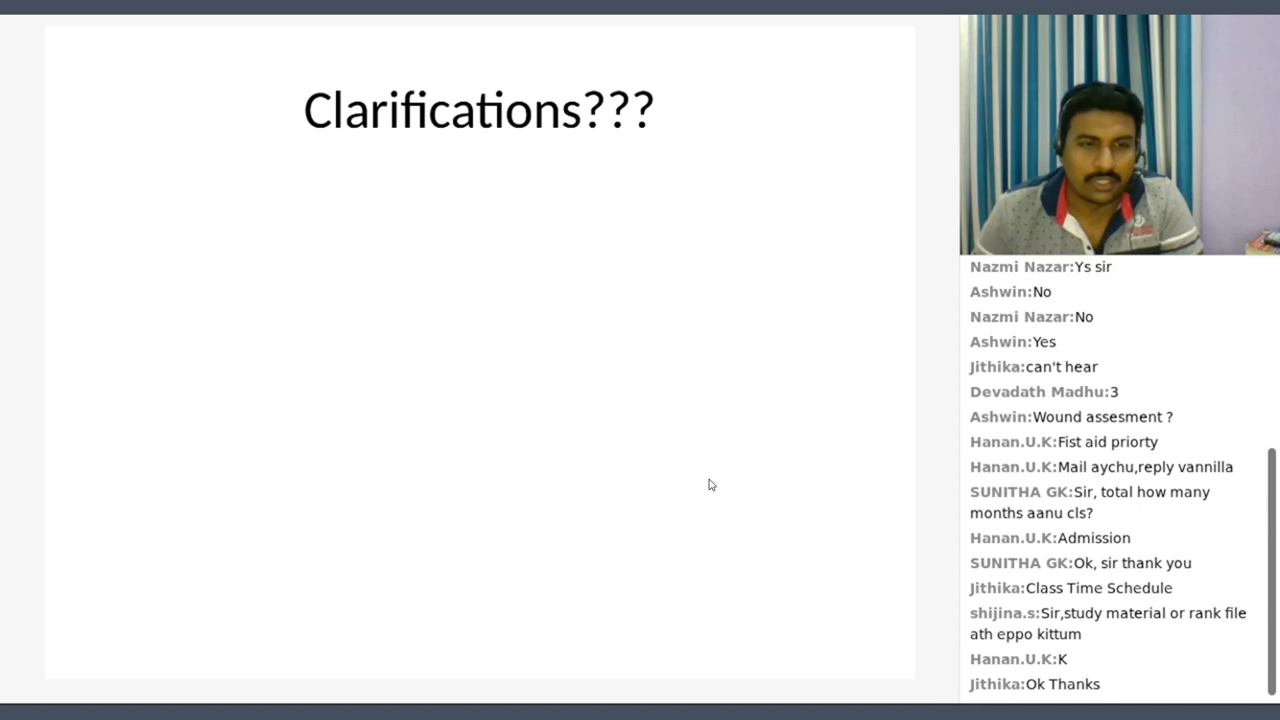 Clarifications???
Nazmi Nazar:Ys sir
Ashwin:No
Nazmi Nazar:No
Ashwin:Yes
Jithika:can't hear
Devadath Madhu:3
Ashwin:Wound assesment ?
Hanan.U.K:Fist aid priorty
Hanan.U.K:Mail aychu,reply vannilla
SUNITHA GK:Sir, total how many
months aanu cls?
Hanan.U.K:Admission
SUNITHA GK:Ok, sir thank you
Jithika:Class Time Schedule
shijina.s:Sir,study material or rank file
ath eppo kittum
Hanan.U.K:K
Jithika:Ok Thanks